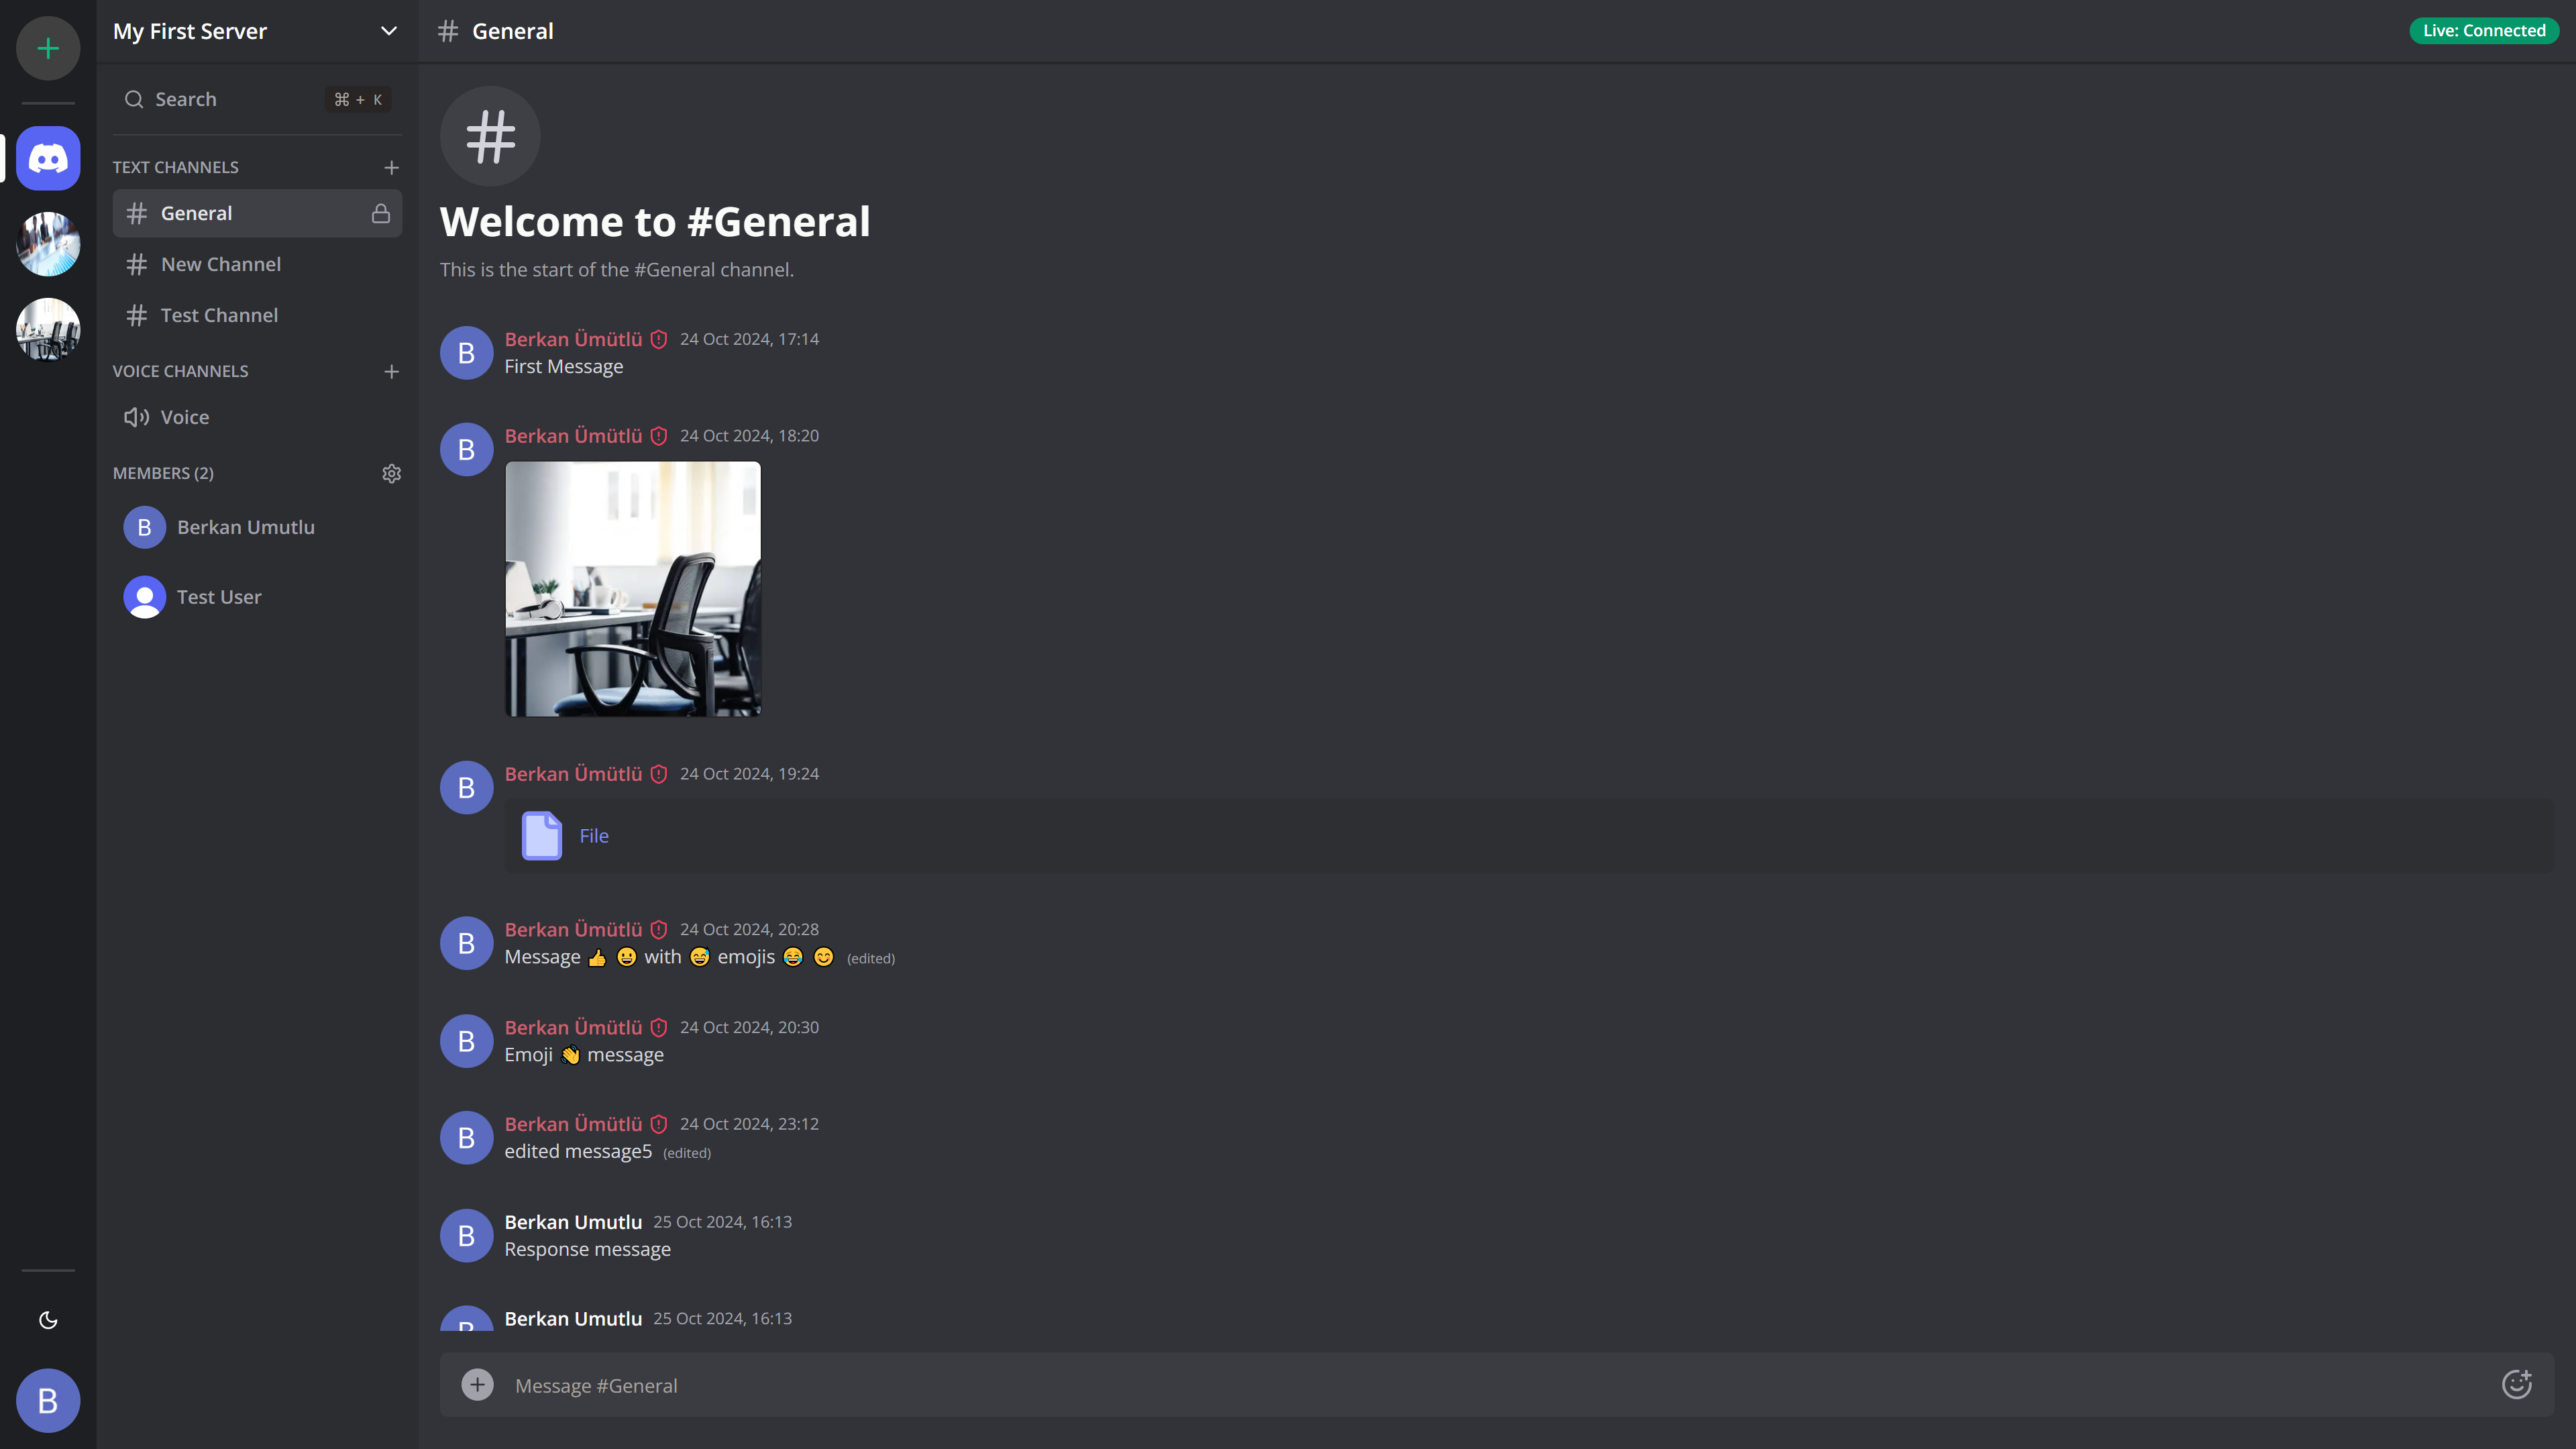 My First Server
Search
⌘ + K
TEXT CHANNELS
General
New Channel
Test Channel
VOICE CHANNELS
Voice
MEMBERS (2)
B
Berkan Umutlu
Test User
B
# General
Live: Connected
#
Welcome to #General
This is the start of the #General channel.
B
Berkan Ümütlü 24 Oct 2024, 17:14
First Message
B
Berkan Ümütlü 24 Oct 2024, 18:20
B
Berkan Ümütlü 24 Oct 2024, 19:24
File
B
Berkan Ümütlü 24 Oct 2024, 20:28
Message 👍 😀 with 😅 emojis 😂 😊 (edited)
B
Berkan Ümütlü 24 Oct 2024, 20:30
Emoji 👋 message
B
Berkan Ümütlü 24 Oct 2024, 23:12
edited message5 (edited)
B
Berkan Umutlu 25 Oct 2024, 16:13
Response message
B
Berkan Umutlu 25 Oct 2024, 16:13
Message #General